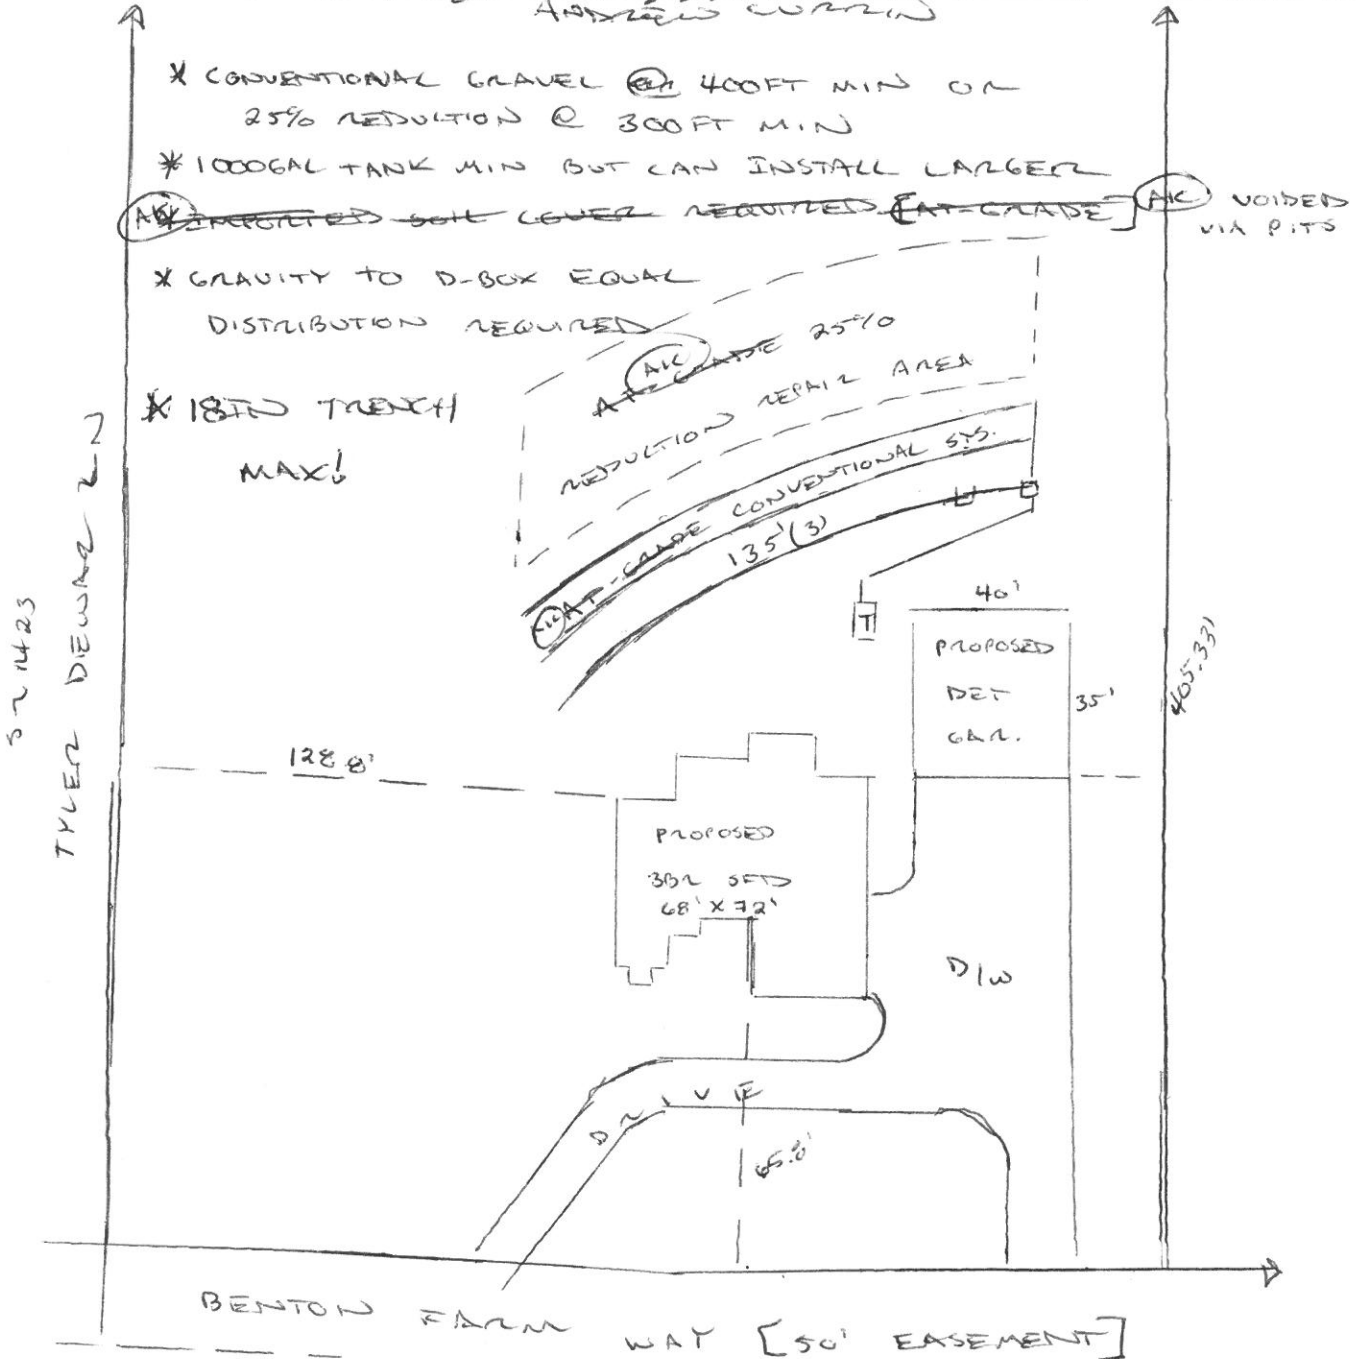 ANDREW CURRIN
* CONVENTIONAL GRAVEL @ 400FT MIN OR
25% REDUCTION @ 300FT MIN
* 1000GAL TANK MIN BUT CAN INSTALL LARGER
AK * IMPORTED SOIL COVER REQUIRED [AT-GRADE] AK VOIDED
VIA PITS
* GRAVITY TO D-BOX EQUAL
DISTRIBUTION REQUIRED
* 18IN TRENCH
MAX!
AK
AT-GRADE 25%
REDUCTION REPAIR AREA
AK AT-GRADE CONVENTIONAL SYS.
135'(3)
T
40'
PROPOSED
DET
GAR.
35'
405.33'
SR 1423
TYLER DEWAR LN
128.8'
PROPOSED
3BR SFD
68' X 72'
D/W
DRIVE
65.8'
BENTON FARM WAY [50' EASEMENT]